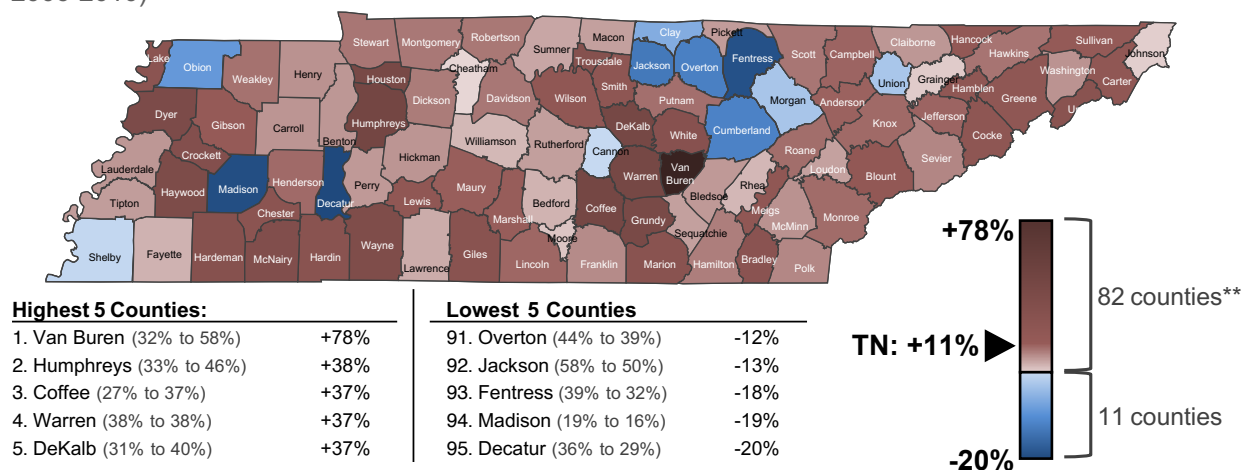 Stewart Montgomery Robertson Sumner Macon Clay Pickett Scott Campbell Claiborne Hancock Hawkins Sullivan Johnson
Lake Obion Weakley Henry Houston Cheatham Trousdale Jackson Overton Fentress Union Grainger Washington Carter
Dyer Gibson Carroll Benton Humphreys Dickson Davidson Wilson Smith Putnam Morgan Anderson Hamblen Greene
DeKalb White Cumberland Knox Jefferson Cocke
Lauderdale Crockett Madison Henderson Decatur Perry Hickman Williamson Rutherford Cannon Warren Van Buren Bledsoe Rhea Roane Loudon Blount Sevier
Tipton Haywood Chester Lewis Maury Bedford Coffee Grundy Sequatchie Meigs McMinn Monroe
Shelby Fayette Hardeman McNairy Hardin Wayne Lawrence Giles Marshall Moore Lincoln Franklin Marion Hamilton Bradley Polk
+78%
82 counties**
TN: +11%
11 counties
-20%
Highest 5 Counties:
1. Van Buren (32% to 58%) +78%
2. Humphreys (33% to 46%) +38%
3. Coffee (27% to 37%) +37%
4. Warren (38% to 38%) +37%
5. DeKalb (31% to 40%) +37%
Lowest 5 Counties
91. Overton (44% to 39%) -12%
92. Jackson (58% to 50%) -13%
93. Fentress (39% to 32%) -18%
94. Madison (19% to 16%) -19%
95. Decatur (36% to 29%) -20%